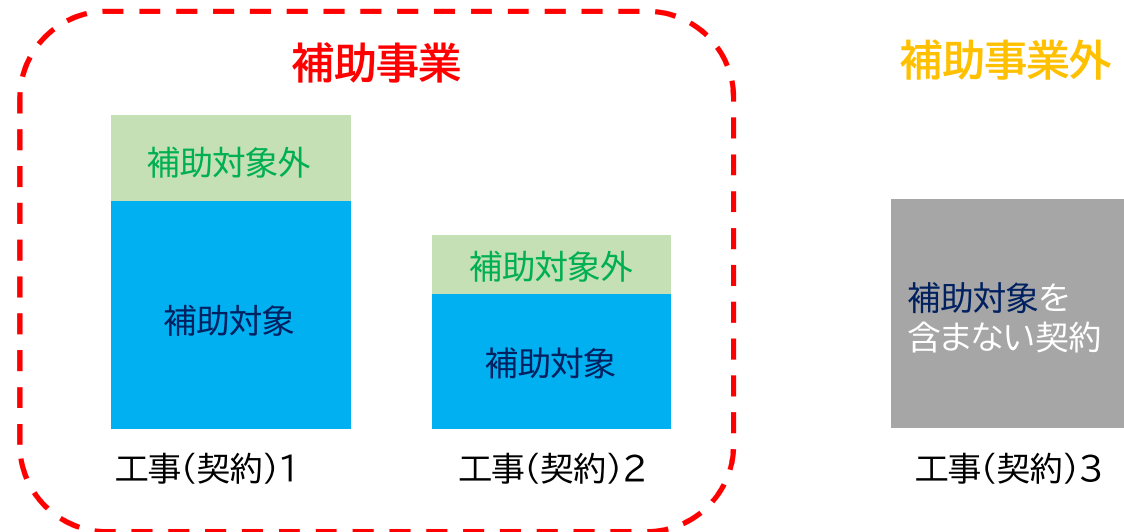 補助事業
補助事業外
補助対象外
補助対象
補助対象外
補助対象
補助対象を
含まない契約
工事(契約)1
工事(契約)2
工事(契約)3